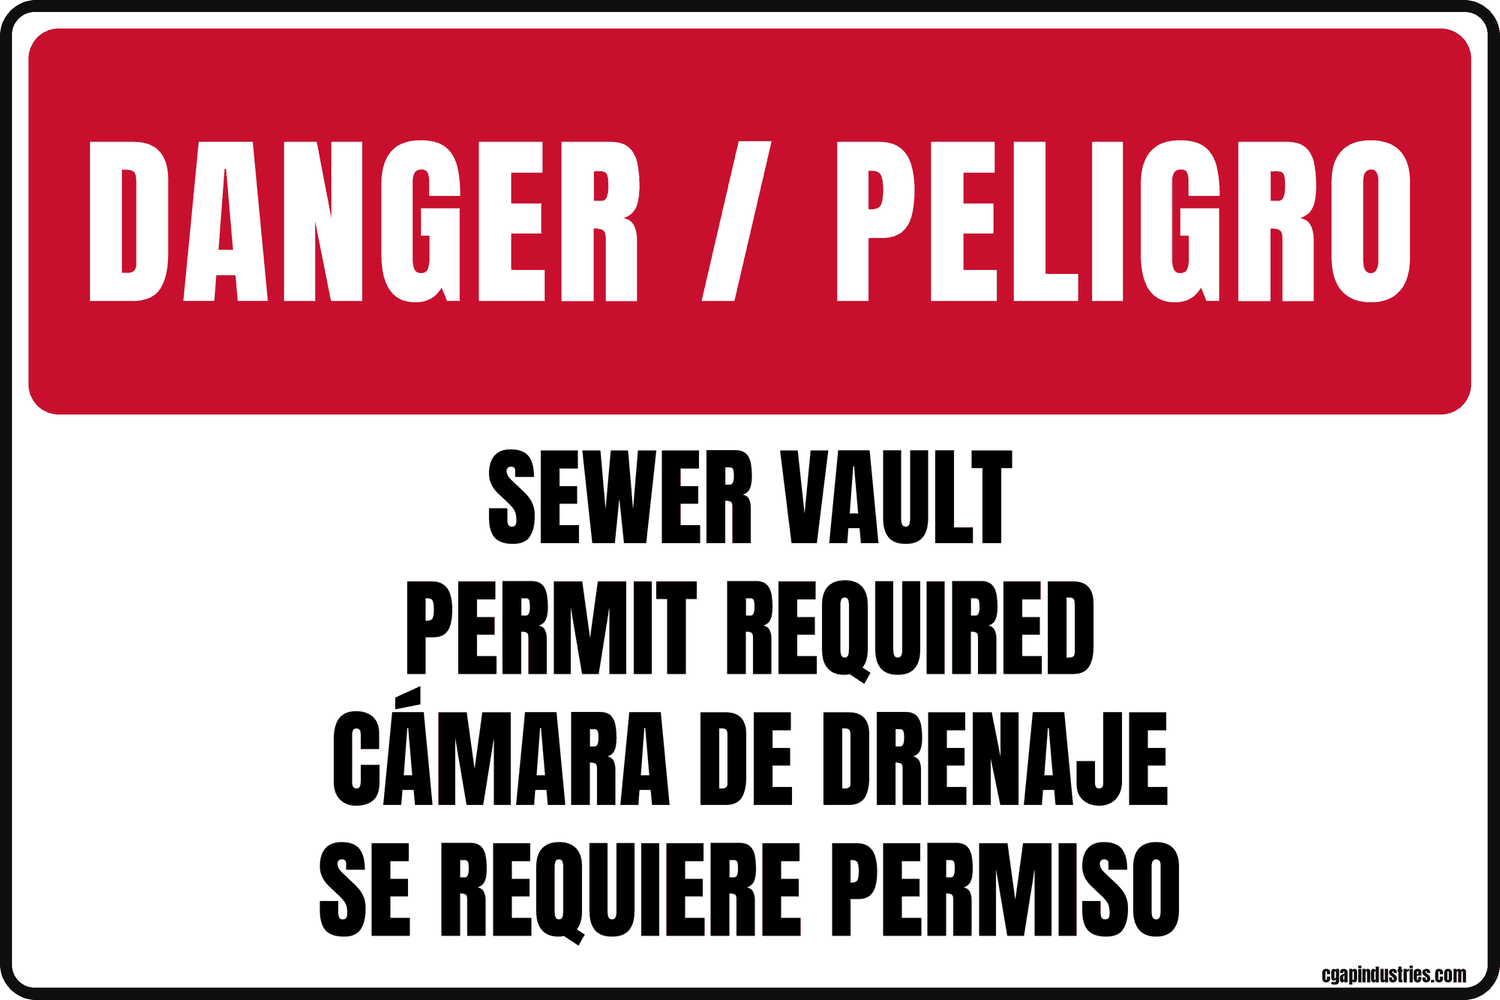 DANGER / PELIGRO
SEWER VAULT
PERMIT REQUIRED
CÁMARA DE DRENAJE
SE REQUIERE PERMISO
cgapindustries.com